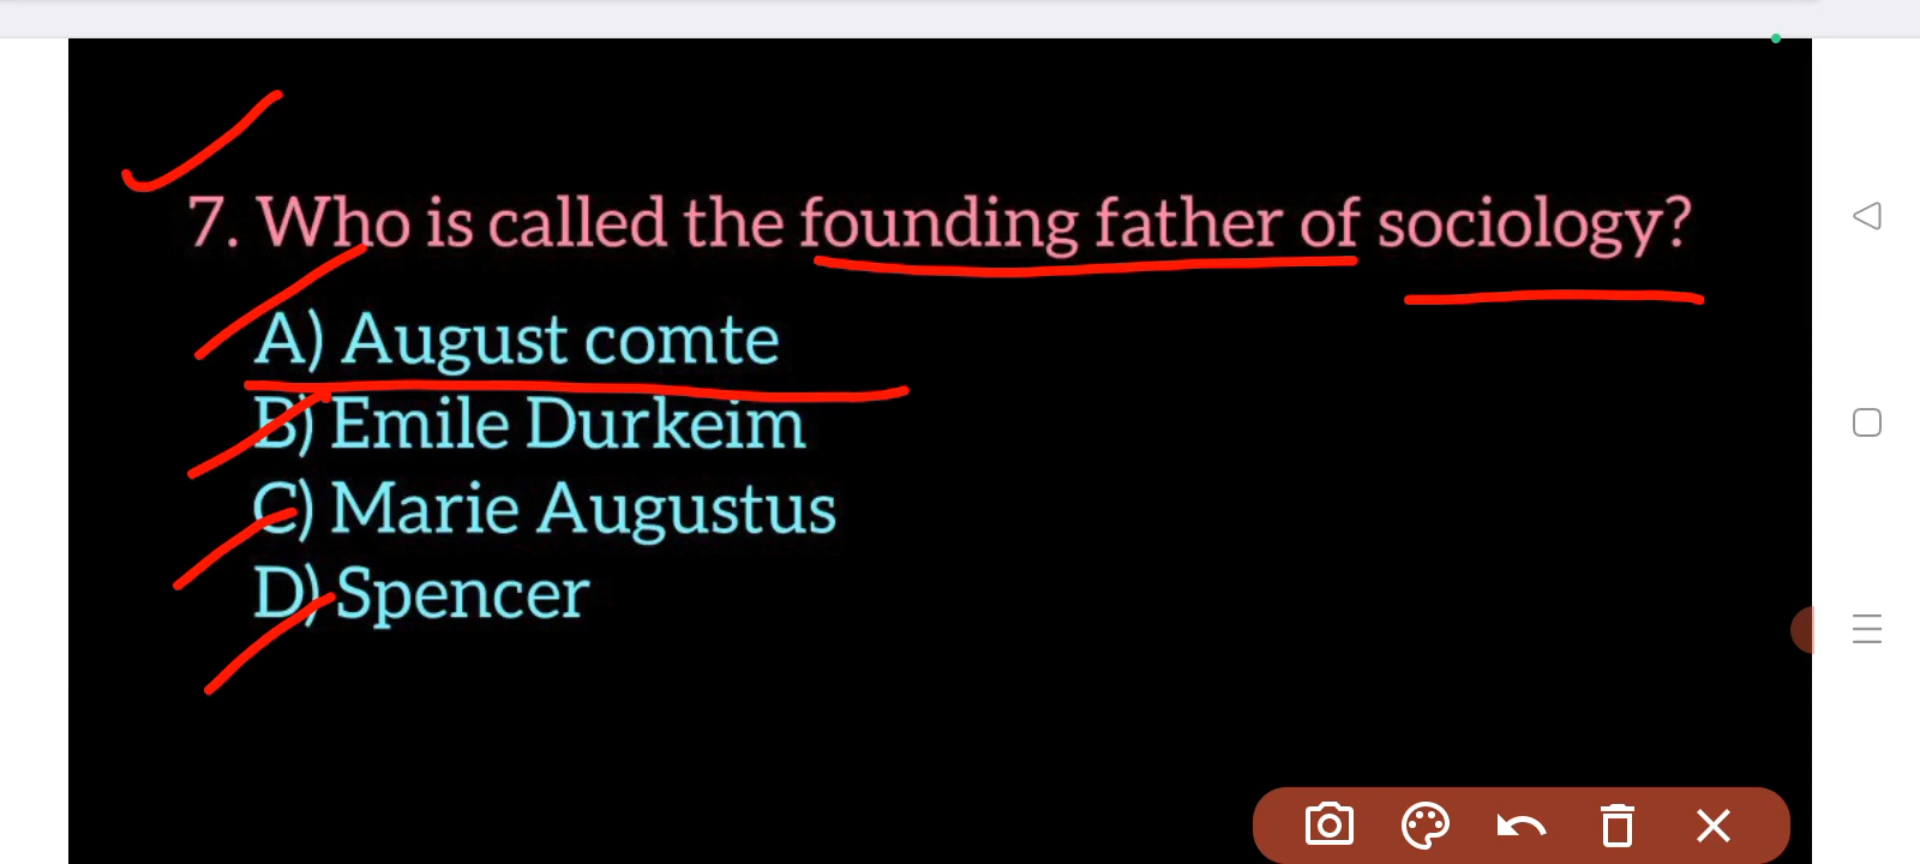 7. Who is called the founding father of sociology?
A) August comte
B) Emile Durkeim
C) Marie Augustus
D) Spencer